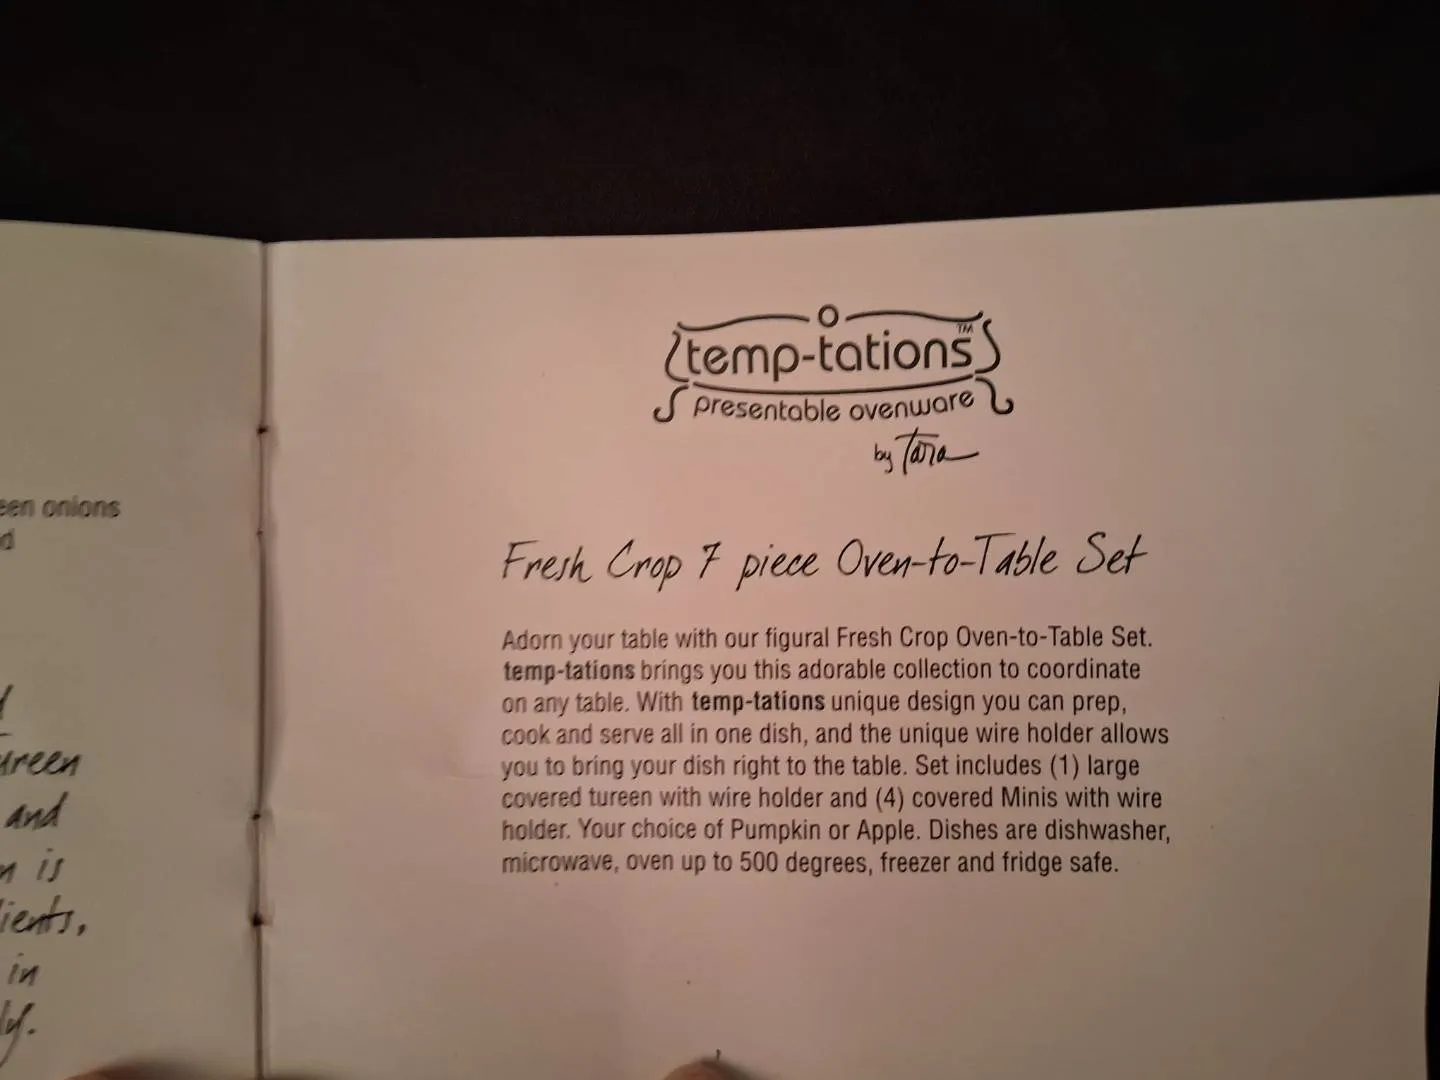 een onions
d
ureen
and
is
in
temp-tations™
presentable ovenware
by Tara
Fresh Crop 7 piece Oven-to-Table Set
Adorn your table with our figural Fresh Crop Oven-to-Table Set.
temp-tations brings you this adorable collection to coordinate
on any table. With temp-tations unique design you can prep,
cook and serve all in one dish, and the unique wire holder allows
you to bring your dish right to the table. Set includes (1) large
covered tureen with wire holder and (4) covered Minis with wire
holder. Your choice of Pumpkin or Apple. Dishes are dishwasher,
microwave, oven up to 500 degrees, freezer and fridge safe.